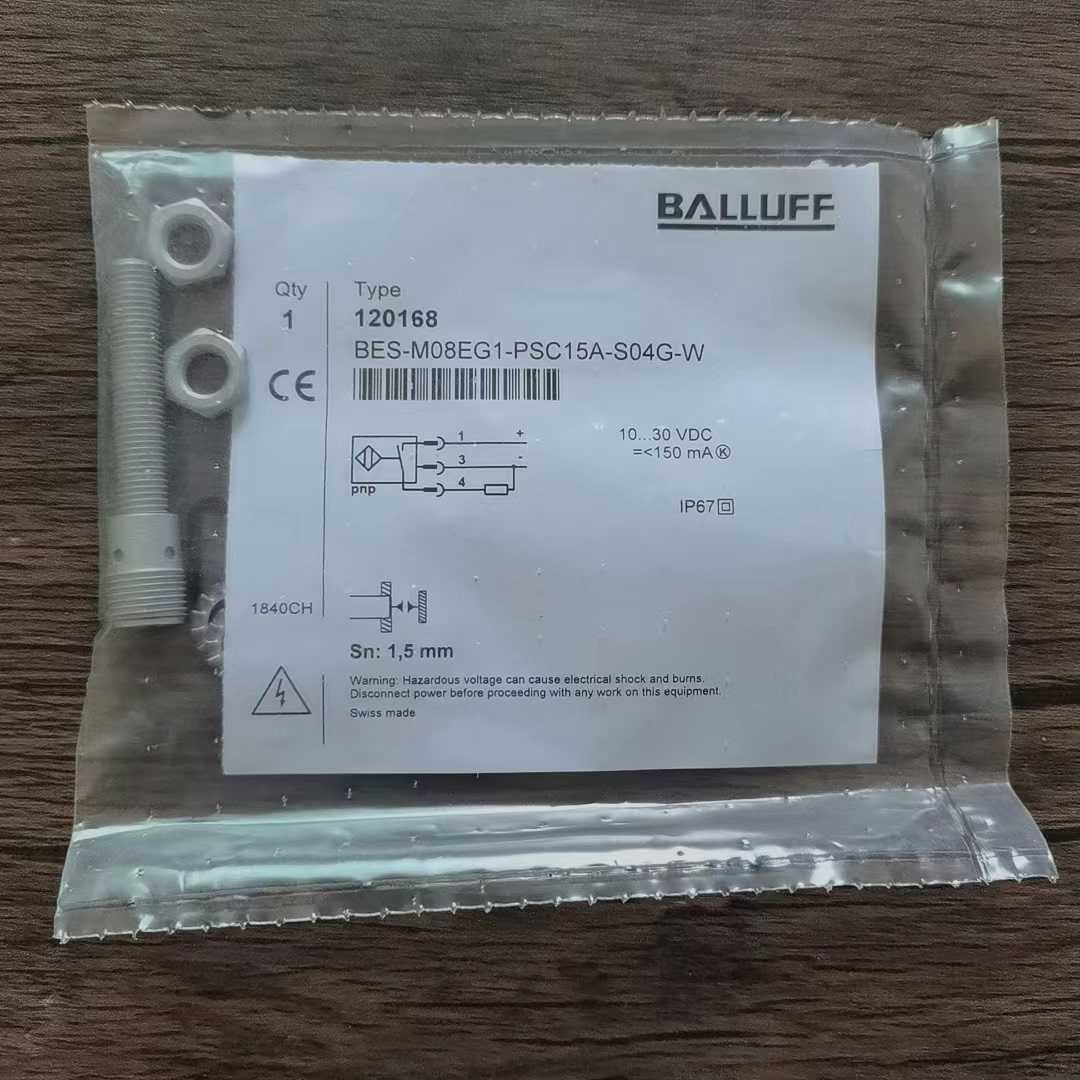 BALLUFF
Qty
1
Type
120168
BES-M08EG1-PSC15A-S04G-W
CE
1 +
3 -
4
pnp
10...30 VDC
=<150 mA Ⓚ
IP67
1840CH
Sn: 1,5 mm
Warning: Hazardous voltage can cause electrical shock and burns.
Disconnect power before proceeding with any work on this equipment.
Swiss made